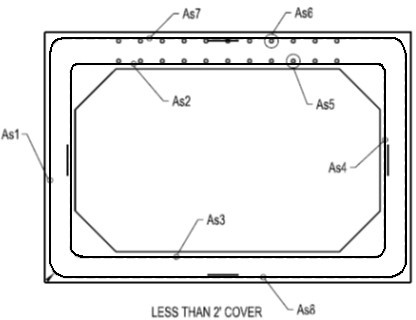 As7
As6
As2
As5
As1
As4
As3
As8
LESS THAN 2' COVER